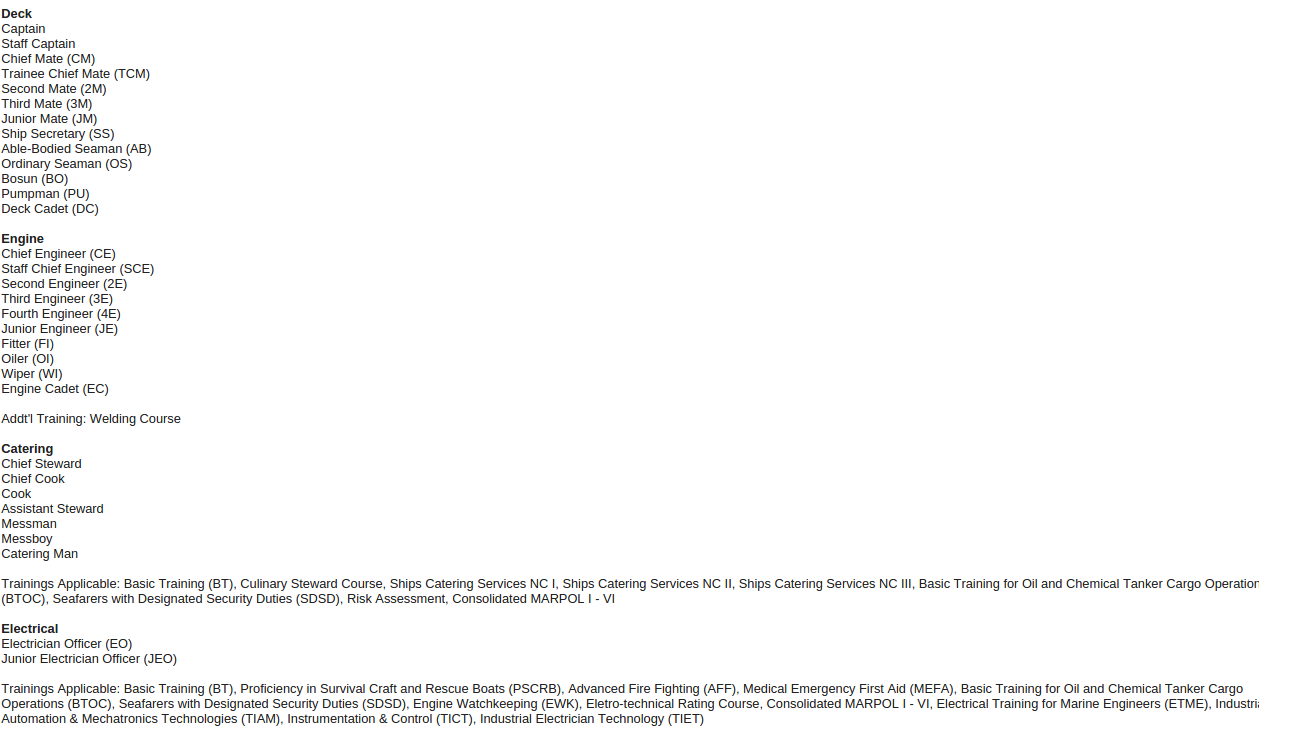 Deck
Captain
Staff Captain
Chief Mate (CM)
Trainee Chief Mate (TCM)
Second Mate (2M)
Third Mate (3M)
Junior Mate (JM)
Ship Secretary (SS)
Able-Bodied Seaman (AB)
Ordinary Seaman (OS)
Bosun (BO)
Pumpman (PU)
Deck Cadet (DC)
Engine
Chief Engineer (CE)
Staff Chief Engineer (SCE)
Second Engineer (2E)
Third Engineer (3E)
Fourth Engineer (4E)
Junior Engineer (JE)
Fitter (FI)
Oiler (OI)
Wiper (WI)
Engine Cadet (EC)
Addt'l Training: Welding Course
Catering
Chief Steward
Chief Cook
Cook
Assistant Steward
Messman
Messboy
Catering Man
Trainings Applicable: Basic Training (BT), Culinary Steward Course, Ships Catering Services NC I, Ships Catering Services NC II, Ships Catering Services NC III, Basic Training for Oil and Chemical Tanker Cargo Operation
(BTOC), Seafarers with Designated Security Duties (SDSD), Risk Assessment, Consolidated MARPOL I - VI
Electrical
Electrician Officer (EO)
Junior Electrician Officer (JEO)
Trainings Applicable: Basic Training (BT), Proficiency in Survival Craft and Rescue Boats (PSCRB), Advanced Fire Fighting (AFF), Medical Emergency First Aid (MEFA), Basic Training for Oil and Chemical Tanker Cargo
Operations (BTOC), Seafarers with Designated Security Duties (SDSD), Engine Watchkeeping (EWK), Eletro-technical Rating Course, Consolidated MARPOL I - VI, Electrical Training for Marine Engineers (ETME), Industri
Automation & Mechatronics Technologies (TIAM), Instrumentation & Control (TICT), Industrial Electrician Technology (TIET)